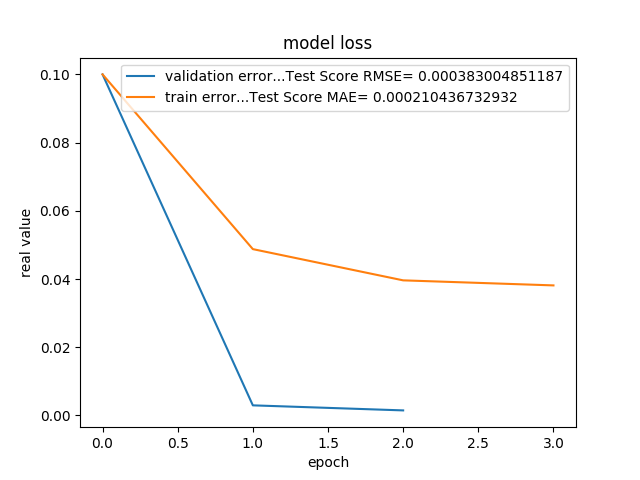 model loss
validation error...Test Score RMSE= 0.000383004851187
train error...Test Score MAE= 0.000210436732932
real value
0.10
0.08
0.06
0.04
0.02
0.00
0.0 0.5 1.0 1.5 2.0 2.5 3.0
epoch